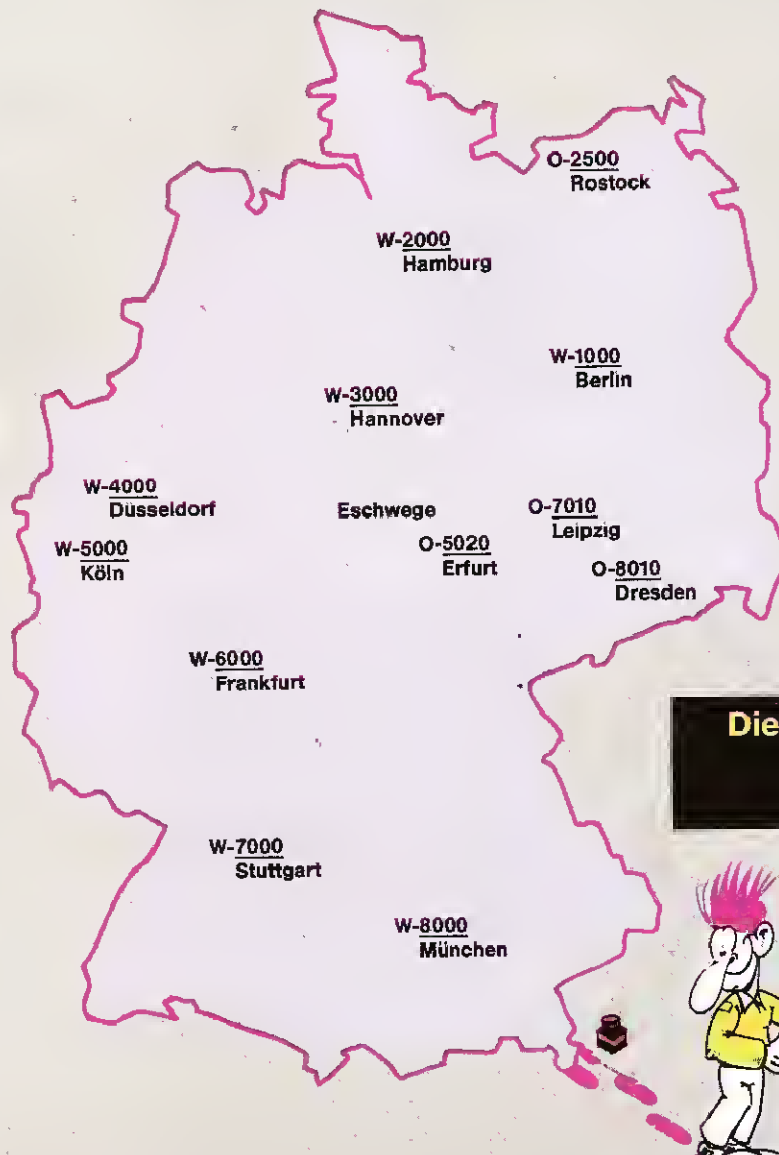 O-2500
Rostock
W-2000
Hamburg
W-1000
Berlin
W-3000
Hannover
W-4000
Düsseldorf
Eschwege
O-7010
Leipzig
W-5000
Köln
O-5020
Erfurt
O-8010
Dresden
W-6000
Frankfurt
Die
W-7000
Stuttgart
W-8000
München